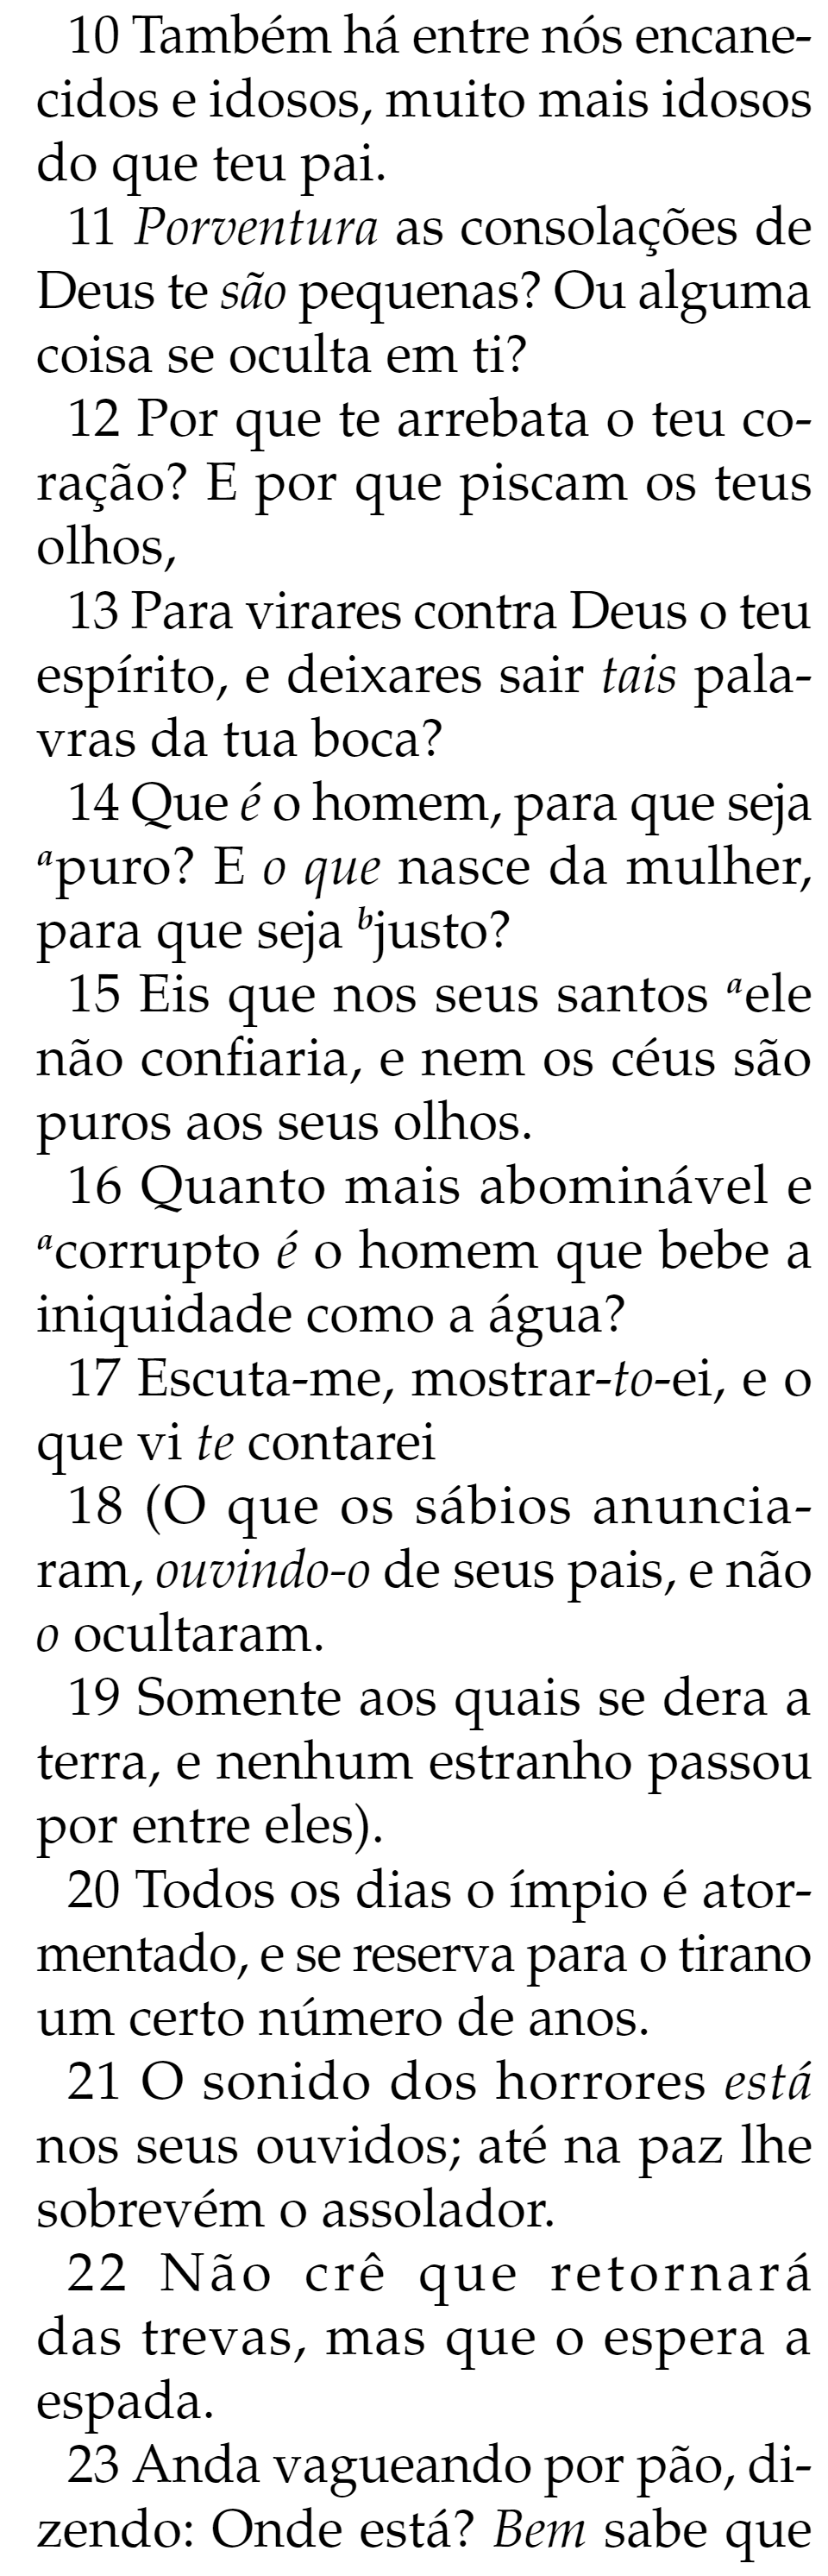 10 Também há entre nós encane-
cidos e idosos, muito mais idosos
do que teu pai.
11 Porventura as consolações de
Deus te são pequenas? Ou alguma
coisa se oculta em ti?
12 Por que te arrebata o teu co-
ração? E por que piscam os teus
olhos,
13 Para virares contra Deus o teu
espírito, e deixares sair tais pala-
vras da tua boca?
14 Que é o homem, para que seja
ᵃpuro? E o que nasce da mulher,
para que seja ᵇjusto?
15 Eis que nos seus santos ᵃele
não confiaria, e nem os céus são
puros aos seus olhos.
16 Quanto mais abominável e
ᵃcorrupto é o homem que bebe a
iniquidade como a água?
17 Escuta-me, mostrar-to-ei, e o
que vi te contarei
18 (O que os sábios anuncia-
ram, ouvindo-o de seus pais, e não
o ocultaram.
19 Somente aos quais se dera a
terra, e nenhum estranho passou
por entre eles).
20 Todos os dias o ímpio é ator-
mentado, e se reserva para o tirano
um certo número de anos.
21 O sonido dos horrores está
nos seus ouvidos; até na paz lhe
sobrevém o assolador.
22 Não crê que retornará
das trevas, mas que o espera a
espada.
23 Anda vagueando por pão, di-
zendo: Onde está? Bem sabe que